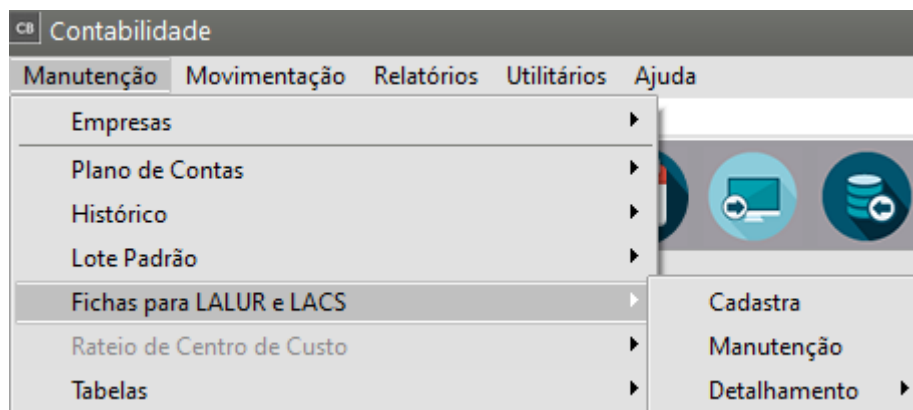 CB Contabilidade
Manutenção Movimentação Relatórios Utilitários Ajuda
Empresas
Plano de Contas
Histórico
Lote Padrão
Fichas para LALUR e LACS
Cadastra
Rateio de Centro de Custo
Manutenção
Tabelas
Detalhamento